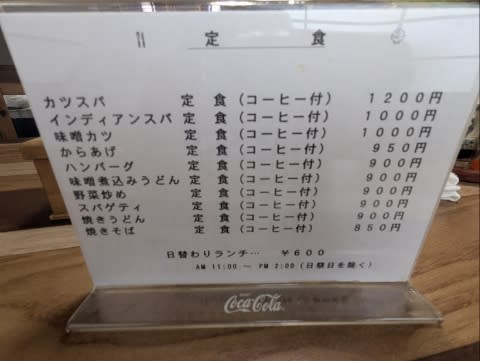 定 食
カツスパ 定 食(コーヒー付) 1200円
インディアンスパ 定 食(コーヒー付) 1000円
味噌カツ 定 食(コーヒー付) 1000円
からあげ 定 食(コーヒー付) 950円
ハンバーグ 定 食(コーヒー付) 900円
味噌煮込みうどん 定 食(コーヒー付) 900円
野菜炒め 定 食(コーヒー付) 900円
スパゲティ 定 食(コーヒー付) 900円
焼きうどん 定 食(コーヒー付) 900円
焼きそば 定 食(コーヒー付) 850円
日替わりランチ… ￥600
AM 11:00 ～ PM 2:00(日祭日を除く)
Coca-Cola